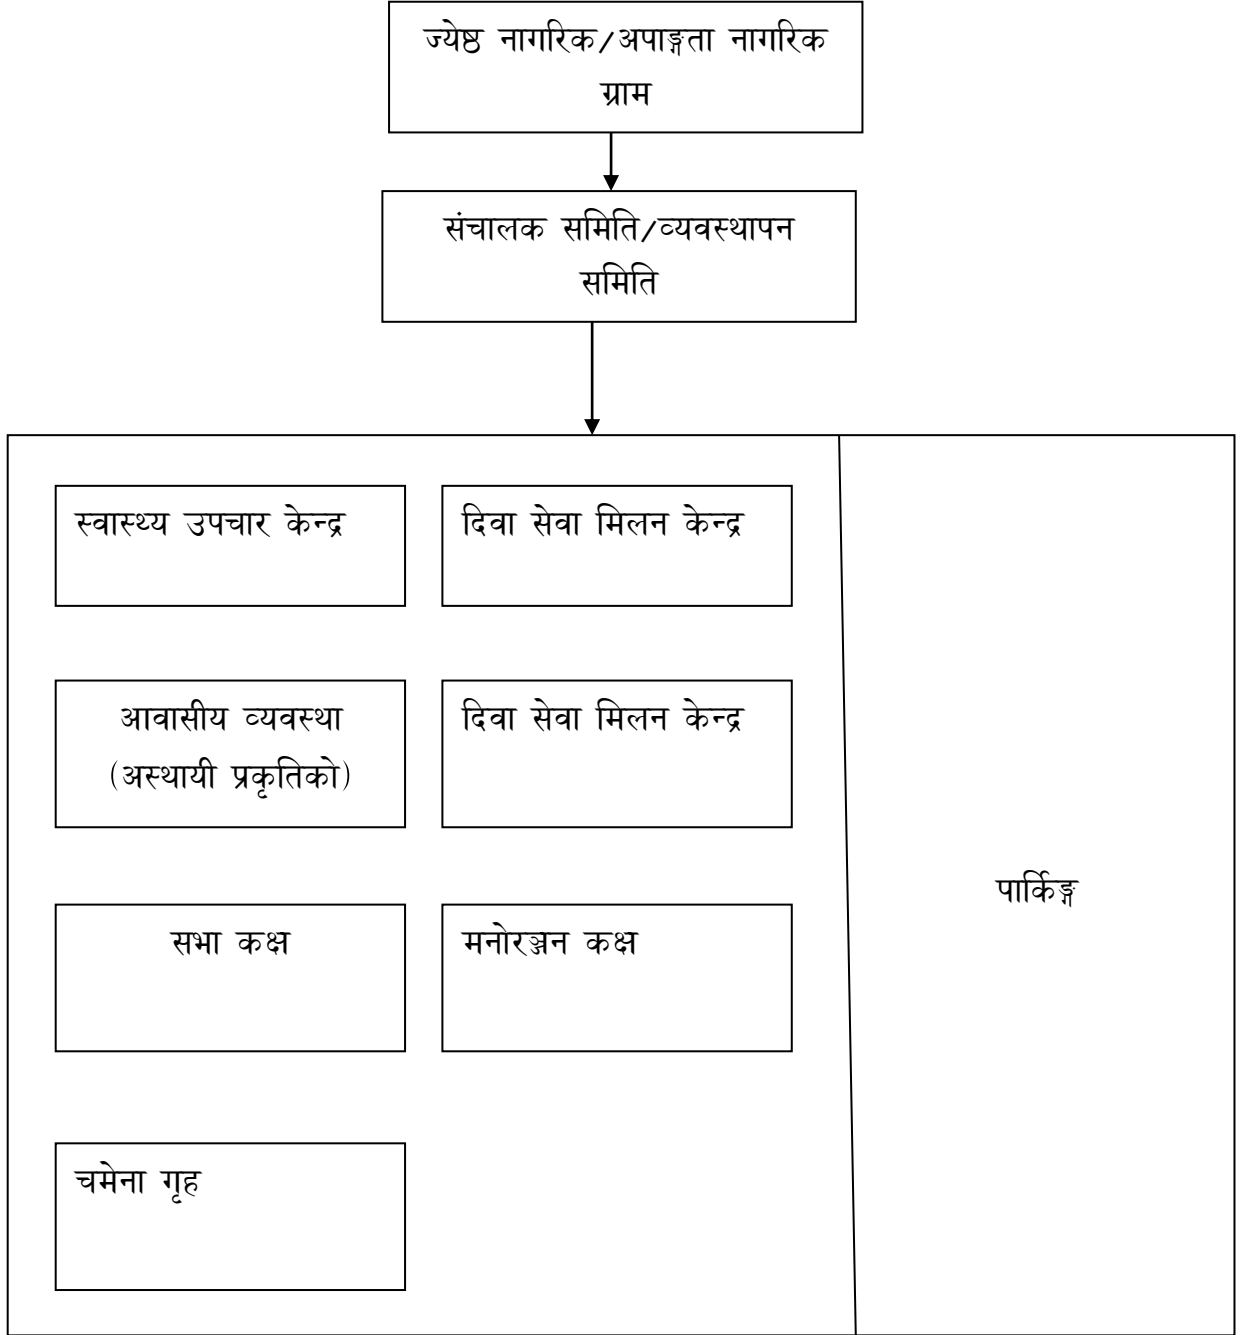 ज्येष्ठ नागरिक/अपाङ्गता नागरिक
ग्राम
संचालक समिति/व्यवस्थापन
समिति
स्वास्थ्य उपचार केन्द्र
दिवा सेवा मिलन केन्द्र
आवासीय व्यवस्था
(अस्थायी प्रकृतिको)
दिवा सेवा मिलन केन्द्र
पार्किङ्ग
सभा कक्ष
मनोरञ्जन कक्ष
चमेना गृह